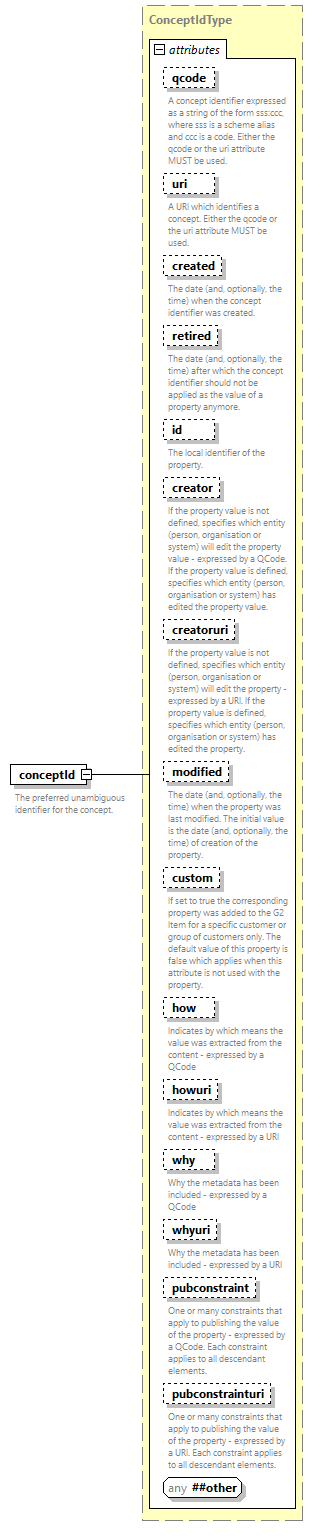 ConceptIdType
attributes
qcode
A concept identifier expressed
as a string of the form sss:ccc,
where sss is a scheme alias
and ccc is a code. Either the
qcode or the uri attribute
MUST be used.
uri
A URI which identifies a
concept. Either the qcode or
the uri attribute MUST be
used.
created
The date (and, optionally, the
time) when the concept
identifier was created.
retired
The date (and, optionally, the
time) after which the concept
identifier should not be
applied as the value of a
property anymore.
id
The local identifier of the
property.
creator
If the property value is not
defined, specifies which entity
(person, organisation or
system) will edit the property
value - expressed by a QCode.
If the property value is defined,
specifies which entity (person,
organisation or system) has
edited the property value.
creatoruri
If the property value is not
defined, specifies which entity
(person, organisation or
system) will edit the property -
expressed by a URI. If the
property value is defined,
specifies which entity (person,
organisation or system) has
edited the property.
conceptId
The preferred unambiguous
identifier for the concept.
modified
The date (and, optionally, the
time) when the property was
last modified. The initial value
is the date (and, optionally, the
time) of creation of the
property.
custom
If set to true the corresponding
property was added to the G2
Item for a specific customer or
group of customers only. The
default value of this property is
false which applies when this
attribute is not used with the
property.
how
Indicates by which means the
value was extracted from the
content - expressed by a
QCode
howuri
Indicates by which means the
value was extracted from the
content - expressed by a URI
why
Why the metadata has been
included - expressed by a
QCode
whyuri
Why the metadata has been
included - expressed by a URI
pubconstraint
One or many constraints that
apply to publishing the value
of the property - expressed by
a QCode. Each constraint
applies to all descendant
elements.
pubconstrainturi
One or many constraints that
apply to publishing the value
of the property - expressed by
a URI. Each constraint applies
to all descendant elements.
any ##other